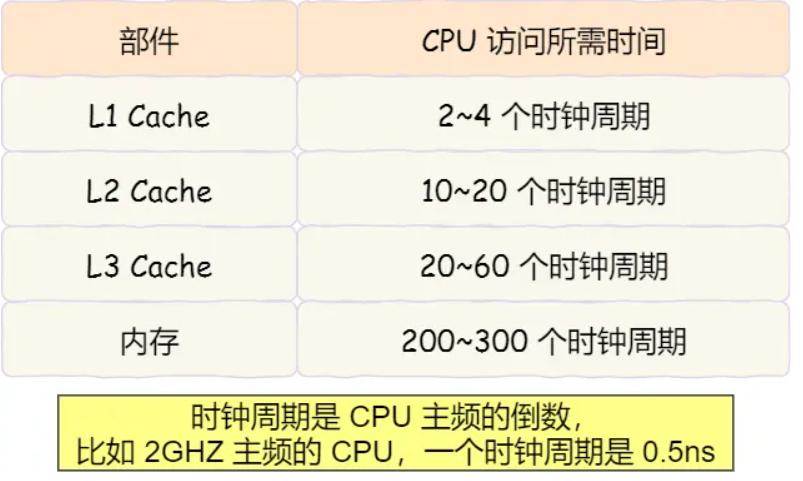 部件 CPU 访问所需时间
L1 Cache 2~4 个时钟周期
L2 Cache 10~20 个时钟周期
L3 Cache 20~60 个时钟周期
内存 200~300 个时钟周期
时钟周期是 CPU 主频的倒数，
比如 2GHZ 主频的 CPU，一个时钟周期是 0.5ns